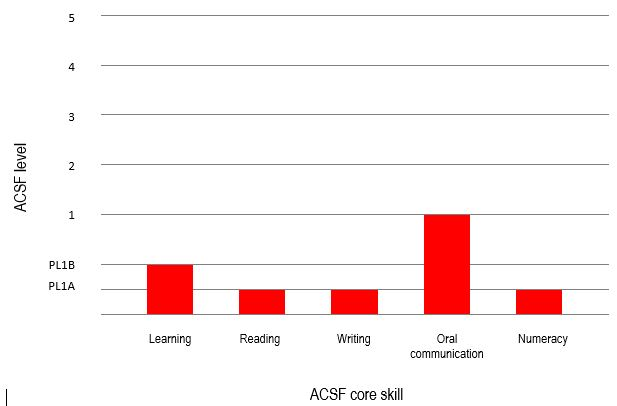 5
4
3
2
1
PL1B
PL1A
ACSF level
Learning
Reading
Writing
Oral
communication
Numeracy
ACSF core skill